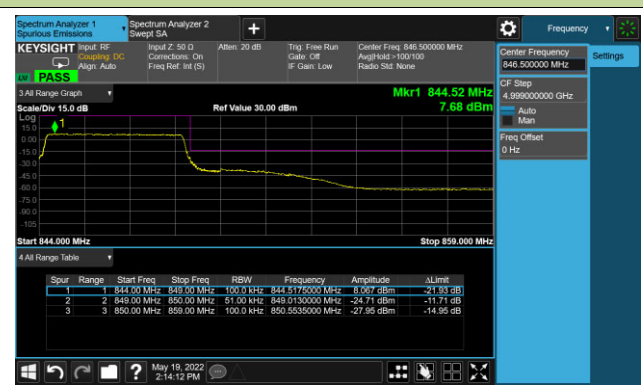 Spectrum Analyzer 1
Spurious Emissions
Spectrum Analyzer 2
Swept SA
Frequency
KEYSIGHT
Input: RF
Coupling: DC
Align: Auto
Input Z: 50 Ω
Corrections: On
Freq Ref: Int (S)
Atten: 20 dB
Trig: Free Run
Gate: Off
IF Gain: Low
Center Freq: 846.500000 MHz
Avg|Hold:>100/100
Radio Std: None
PASS
Center Frequency
846.500000 MHz
Settings
CF Step
4.999000000 GHz
Auto
Man
Freq Offset
0 Hz
3 All Range Graph
Mkr1 844.52 MHz
Scale/Div 15.0 dB
Ref Value 30.00 dBm
7.68 dBm
Log
1
15.0
0.00
-15.0
-30.0
-45.0
-60.0
-75.0
-90.0
-105
Start 844.000 MHz
Stop 859.000 MHz
4 All Range Table
Spur Range Start Freq Stop Freq RBW Frequency Amplitude ΔLimit
1 1 844.00 MHz 849.00 MHz 100.0 kHz 844.5175000 MHz 8.067 dBm -21.93 dB
2 2 849.00 MHz 850.00 MHz 51.00 kHz 849.0130000 MHz -24.71 dBm -11.71 dB
3 3 850.00 MHz 859.00 MHz 100.0 kHz 850.5535000 MHz -27.95 dBm -14.95 dB
May 19, 2022
2:14:12 PM